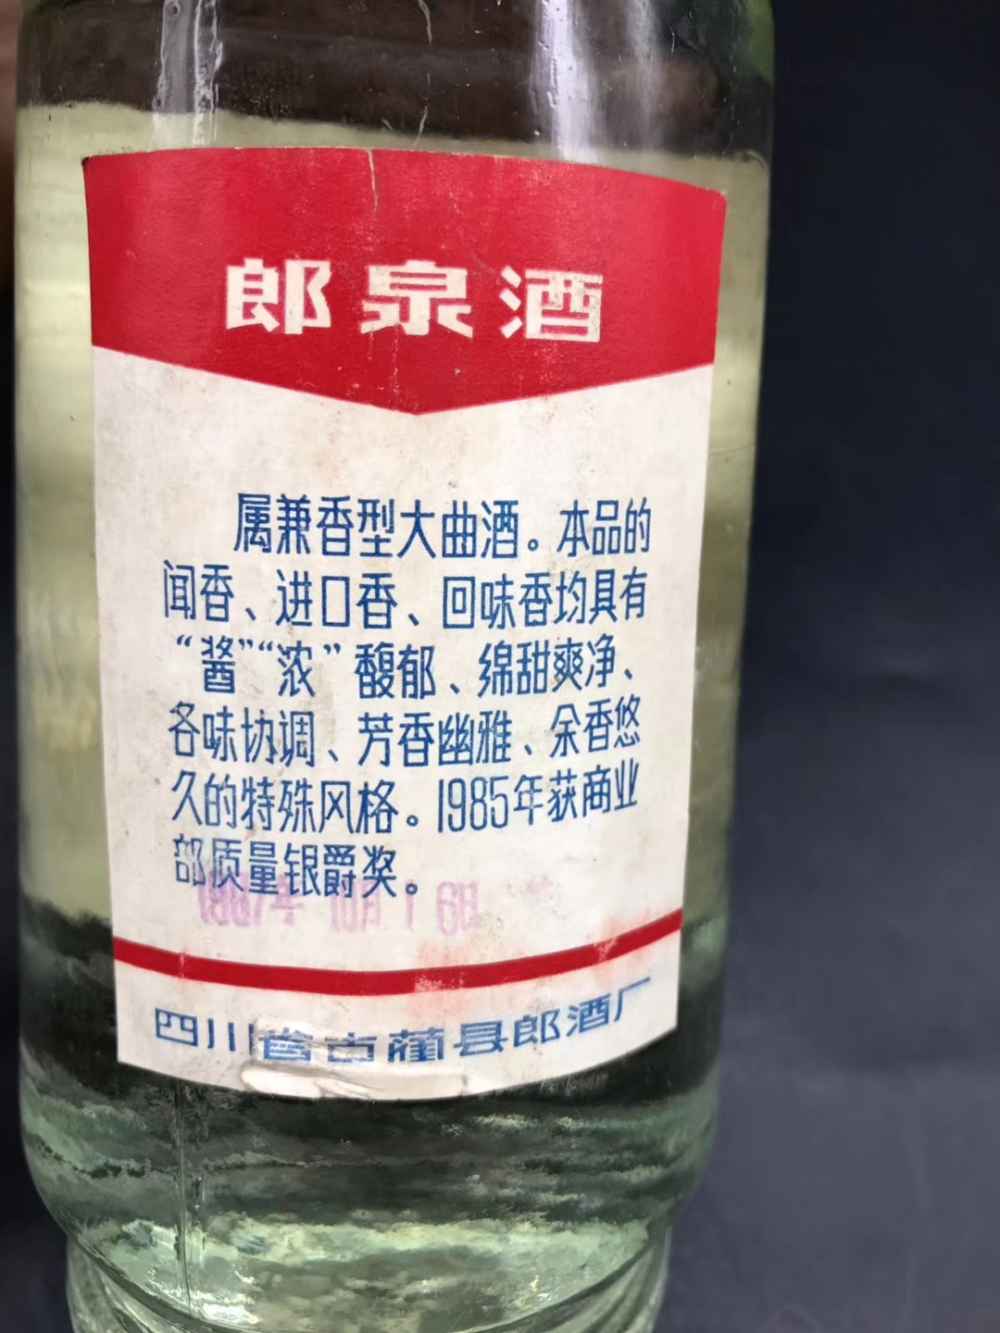 郎泉酒
属兼香型大曲酒。本品的
闻香、进口香、回味香均具有
“酱”“浓”馥郁、绵甜爽净、
各味协调、芳香幽雅、余香悠
久的特殊风格。1985年获商业
部质量银爵奖。
四川省古蔺县郎酒厂